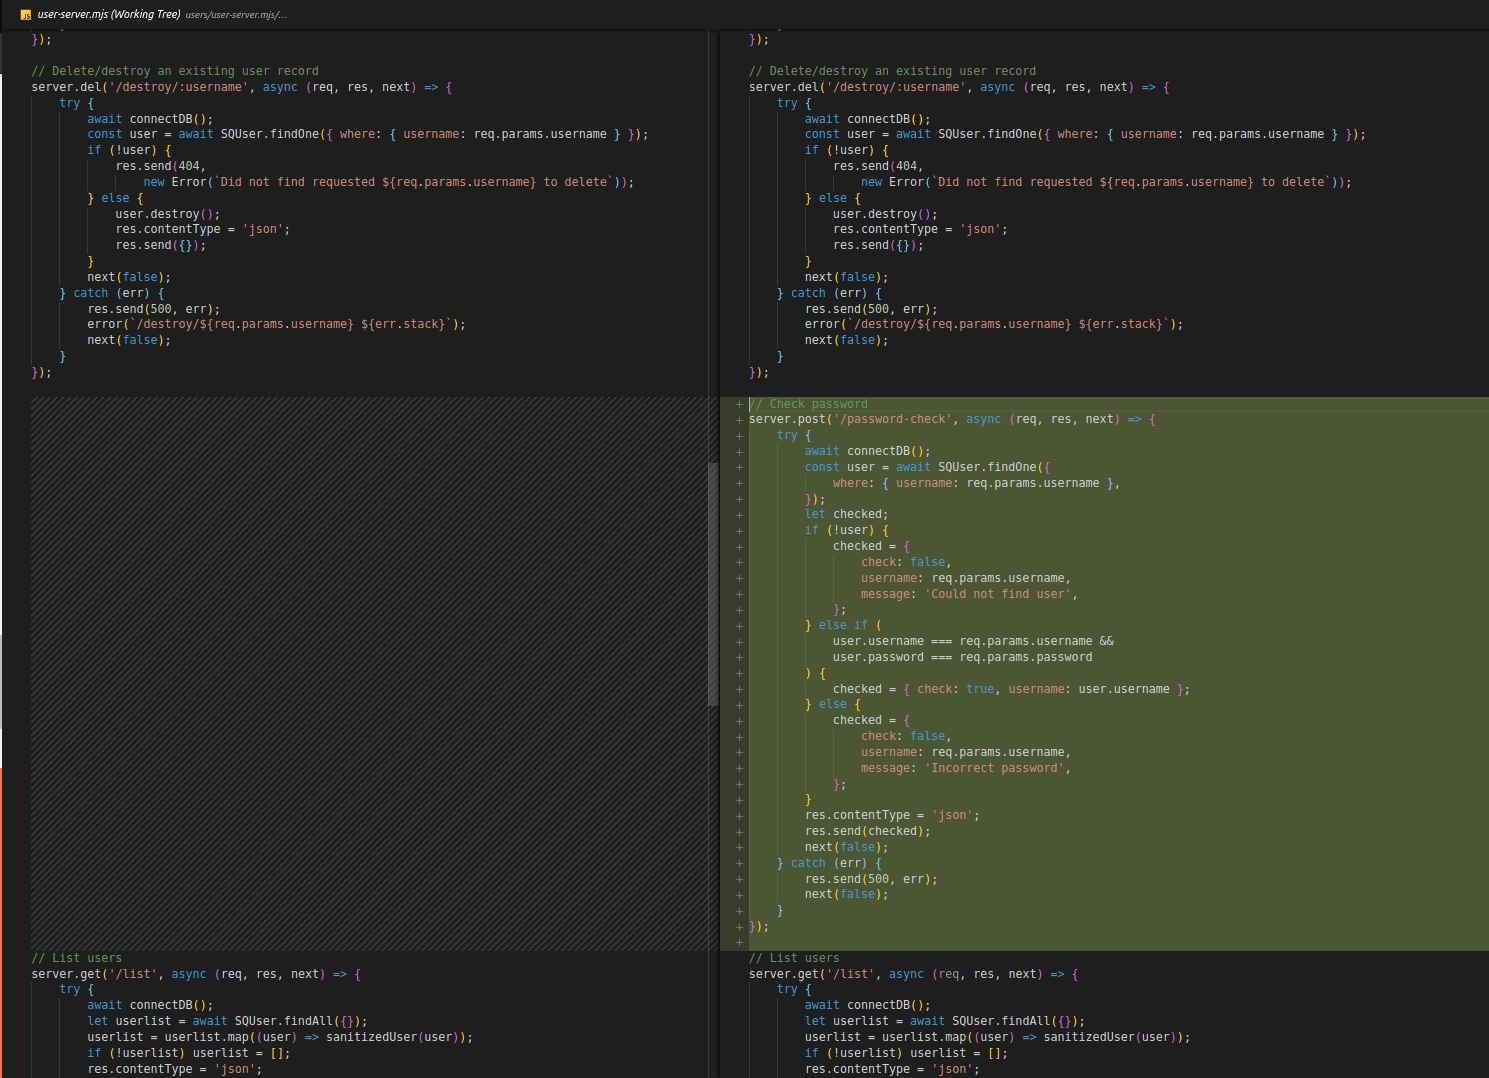 user-server.mjs (Working Tree) users/user-server.mjs/...
});
// Delete/destroy an existing user record
server.del('/destroy/:username', async (req, res, next) => {
try {
await connectDB();
const user = await SQUser.findOne({ where: { username: req.params.username } });
if (!user) {
res.send(404,
new Error(`Did not find requested ${req.params.username} to delete`));
} else {
user.destroy();
res.contentType = 'json';
res.send({});
}
next(false);
} catch (err) {
res.send(500, err);
error(`/destroy/${req.params.username} ${err.stack}`);
next(false);
}
});
// List users
server.get('/list', async (req, res, next) => {
try {
await connectDB();
let userlist = await SQUser.findAll({});
userlist = userlist.map((user) => sanitizedUser(user));
if (!userlist) userlist = [];
res.contentType = 'json';
});
// Delete/destroy an existing user record
server.del('/destroy/:username', async (req, res, next) => {
try {
await connectDB();
const user = await SQUser.findOne({ where: { username: req.params.username } });
if (!user) {
res.send(404,
new Error(`Did not find requested ${req.params.username} to delete`));
} else {
user.destroy();
res.contentType = 'json';
res.send({});
}
next(false);
} catch (err) {
res.send(500, err);
error(`/destroy/${req.params.username} ${err.stack}`);
next(false);
}
});
+ // Check password
+ server.post('/password-check', async (req, res, next) => {
+ try {
+ await connectDB();
+ const user = await SQUser.findOne({
+ where: { username: req.params.username },
+ });
+ let checked;
+ if (!user) {
+ checked = {
+ check: false,
+ username: req.params.username,
+ message: 'Could not find user',
+ };
+ } else if (
+ user.username === req.params.username &&
+ user.password === req.params.password
+ ) {
+ checked = { check: true, username: user.username };
+ } else {
+ checked = {
+ check: false,
+ username: req.params.username,
+ message: 'Incorrect password',
+ };
+ }
+ res.contentType = 'json';
+ res.send(checked);
+ next(false);
+ } catch (err) {
+ res.send(500, err);
+ next(false);
+ }
+ });
+
// List users
server.get('/list', async (req, res, next) => {
try {
await connectDB();
let userlist = await SQUser.findAll({});
userlist = userlist.map((user) => sanitizedUser(user));
if (!userlist) userlist = [];
res.contentType = 'json';